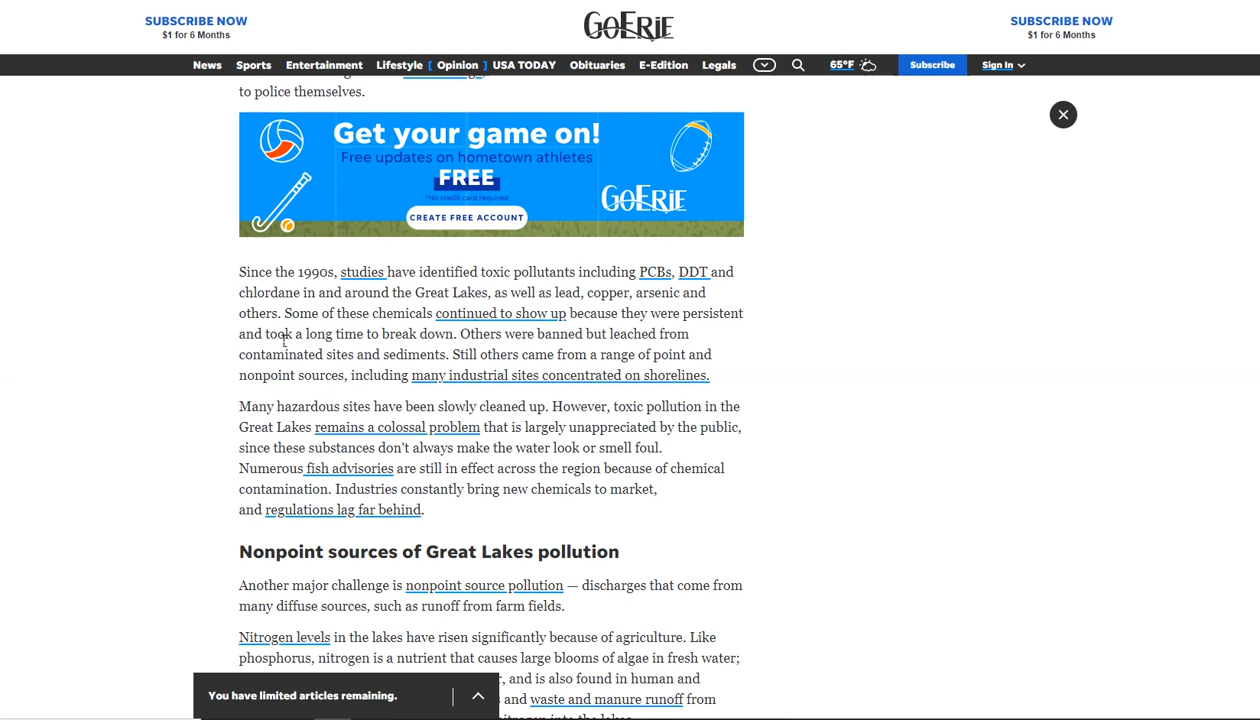 SUBSCRIBE NOW
$1 for 6 Months
GOERIE
SUBSCRIBE NOW
$1 for 6 Months
News Sports Entertainment Lifestyle [ Opinion ] USA TODAY Obituaries E-Edition Legals 65°F Subscribe Sign In
to police themselves.
Get your game on!
Free updates on hometown athletes
FREE
*No credit card required
CREATE FREE ACCOUNT
GOERIE
Since the 1990s, studies have identified toxic pollutants including PCBs, DDT and
chlordane in and around the Great Lakes, as well as lead, copper, arsenic and
others. Some of these chemicals continued to show up because they were persistent
and took a long time to break down. Others were banned but leached from
contaminated sites and sediments. Still others came from a range of point and
nonpoint sources, including many industrial sites concentrated on shorelines.
Many hazardous sites have been slowly cleaned up. However, toxic pollution in the
Great Lakes remains a colossal problem that is largely unappreciated by the public,
since these substances don't always make the water look or smell foul.
Numerous fish advisories are still in effect across the region because of chemical
contamination. Industries constantly bring new chemicals to market,
and regulations lag far behind.
Nonpoint sources of Great Lakes pollution
Another major challenge is nonpoint source pollution — discharges that come from
many diffuse sources, such as runoff from farm fields.
Nitrogen levels in the lakes have risen significantly because of agriculture. Like
phosphorus, nitrogen is a nutrient that causes large blooms of algae in fresh water;
and is also found in human and
and waste and manure runoff from
nitrogen into the lakes.
You have limited articles remaining.